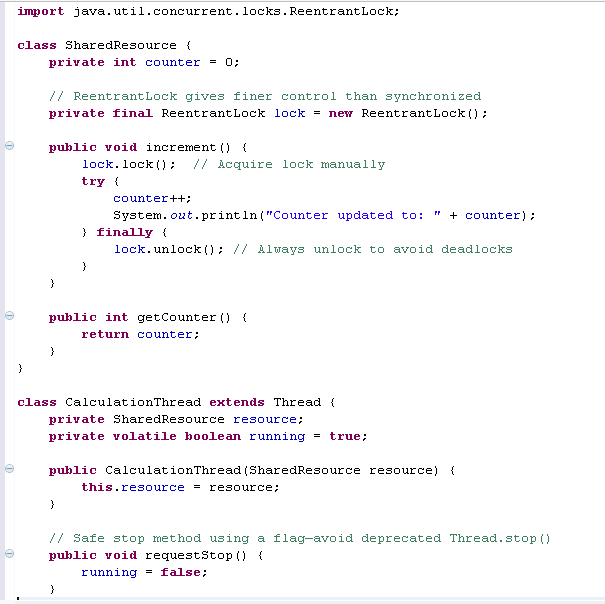 import java.util.concurrent.locks.ReentrantLock;

class SharedResource {
    private int counter = 0;

    // ReentrantLock gives finer control than synchronized
    private final ReentrantLock lock = new ReentrantLock();

    public void increment() {
        lock.lock();  // Acquire lock manually
        try {
            counter++;
            System.out.println("Counter updated to: " + counter);
        } finally {
            lock.unlock(); // Always unlock to avoid deadlocks
        }
    }

    public int getCounter() {
        return counter;
    }
}

class CalculationThread extends Thread {
    private SharedResource resource;
    private volatile boolean running = true;

    public CalculationThread(SharedResource resource) {
        this.resource = resource;
    }

    // Safe stop method using a flag—avoid deprecated Thread.stop()
    public void requestStop() {
        running = false;
    }